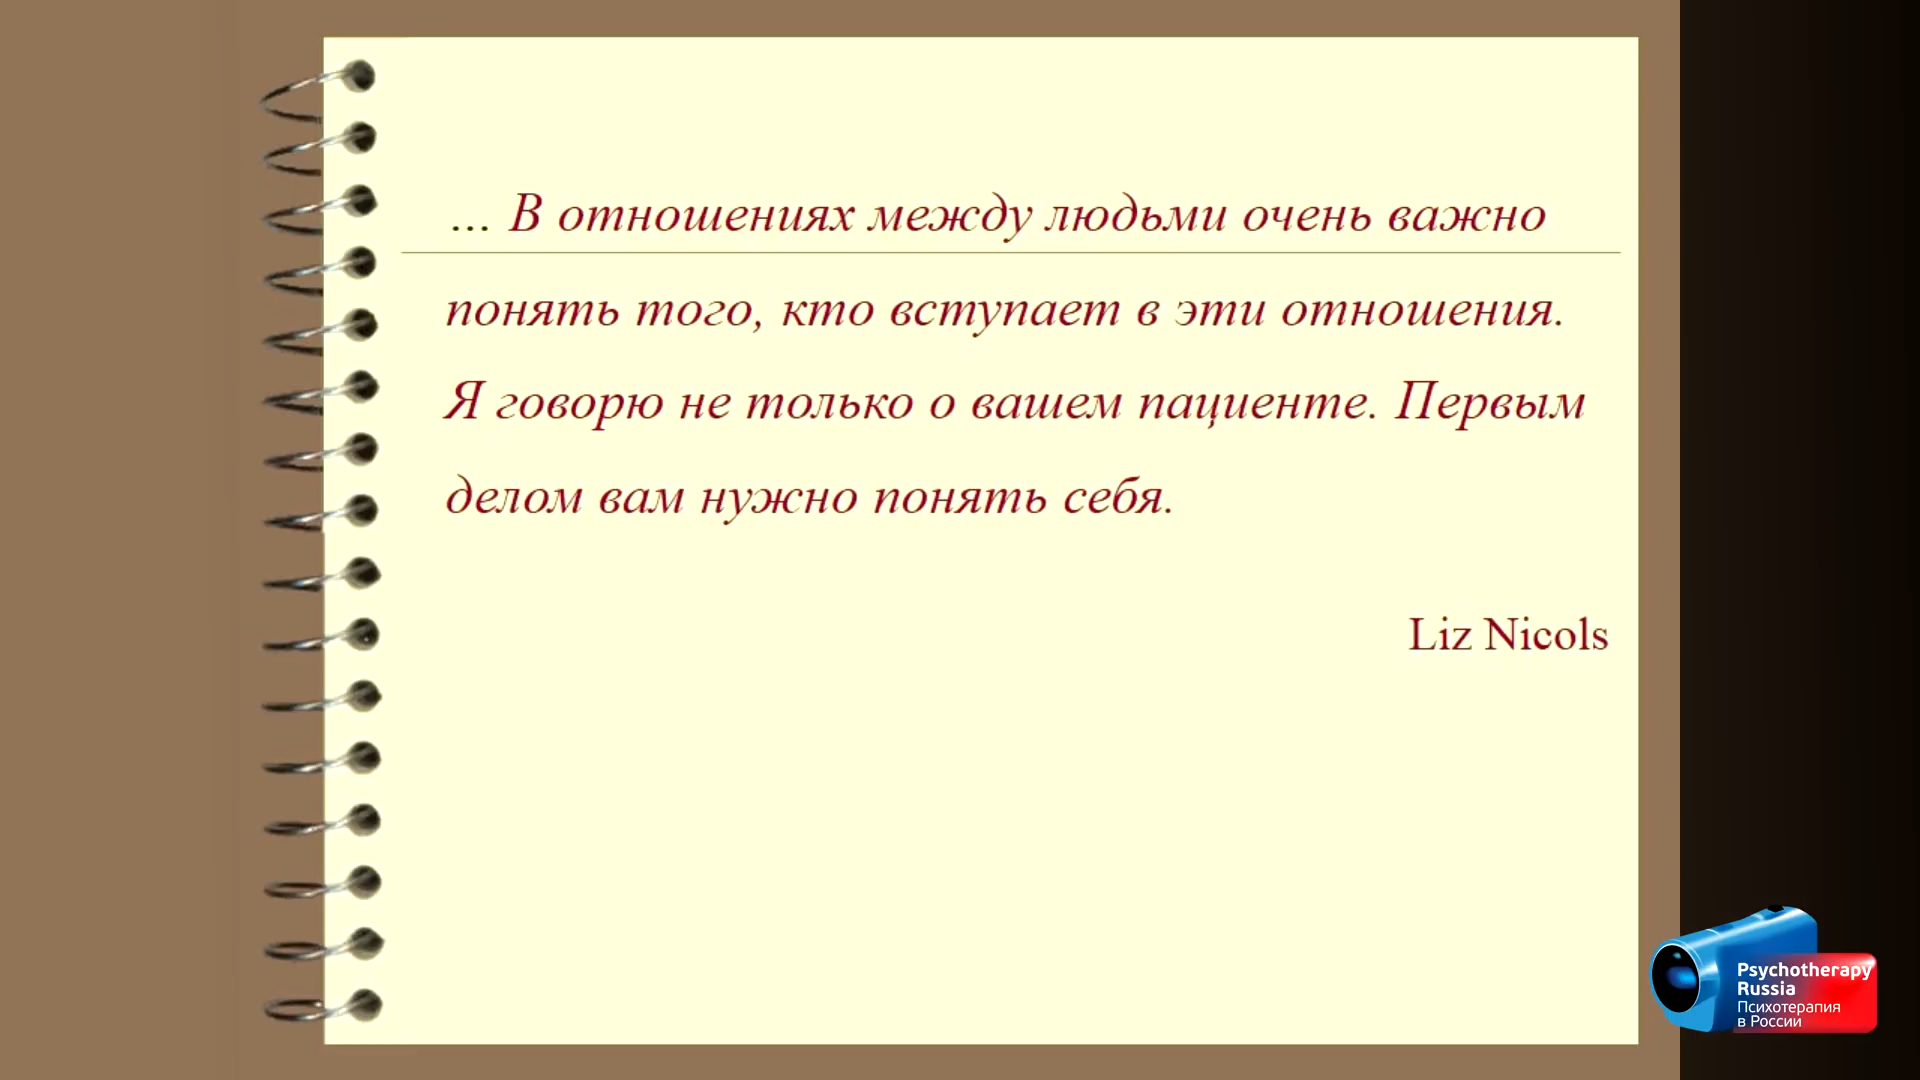 ... В отношениях между людьми очень важно
понять того, кто вступает в эти отношения.
Я говорю не только о вашем пациенте. Первым
делом вам нужно понять себя.
Liz Nicols
Psychotherapy
Russia
Психотерапия
в России